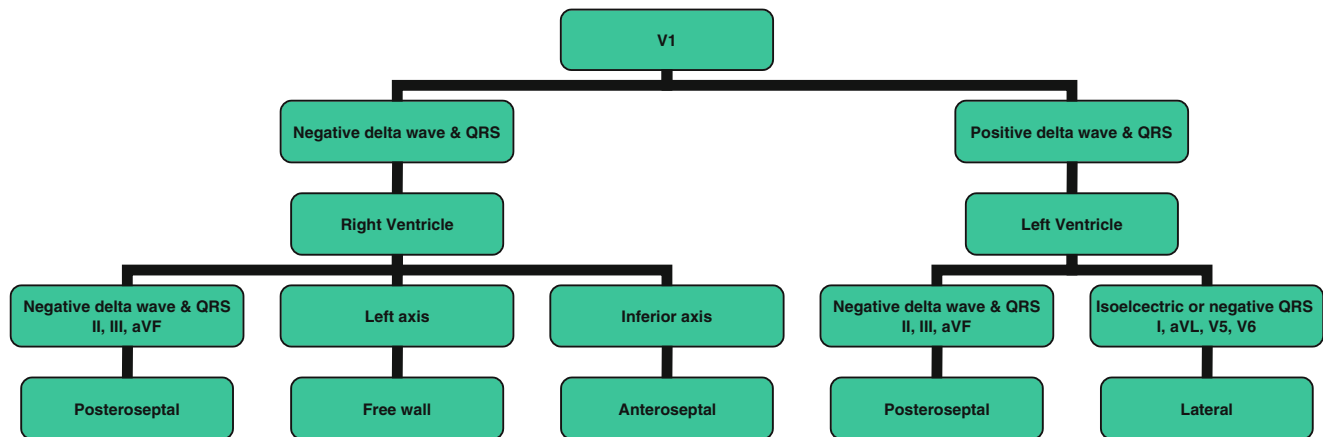 V1
Negative delta wave & QRS
Positive delta wave & QRS
Right Ventricle
Left Ventricle
Negative delta wave & QRS
II, III, aVF
Left axis
Inferior axis
Negative delta wave & QRS
II, III, aVF
Isoelcectric or negative QRS
I, aVL, V5, V6
Posteroseptal
Free wall
Anteroseptal
Posteroseptal
Lateral